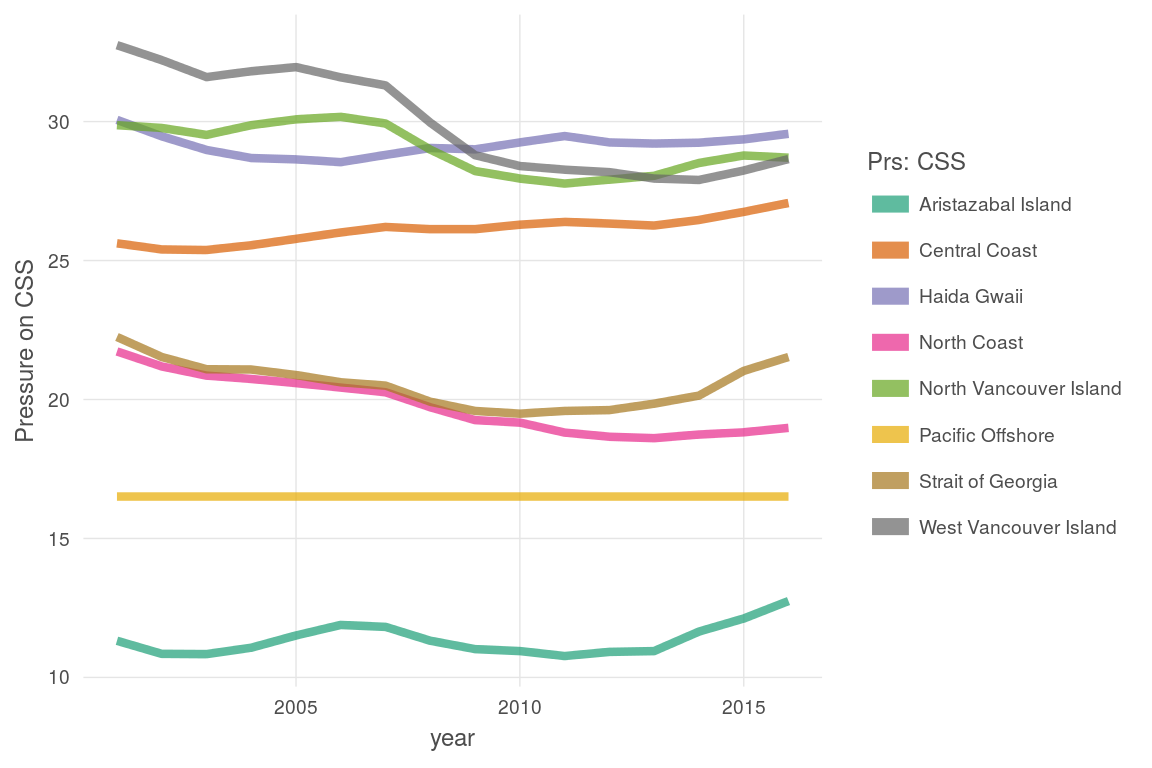 Pressure on CSS
30
25
20
15
10
2005
2010
2015
year
Prs: CSS
Aristazabal Island
Central Coast
Haida Gwaii
North Coast
North Vancouver Island
Pacific Offshore
Strait of Georgia
West Vancouver Island